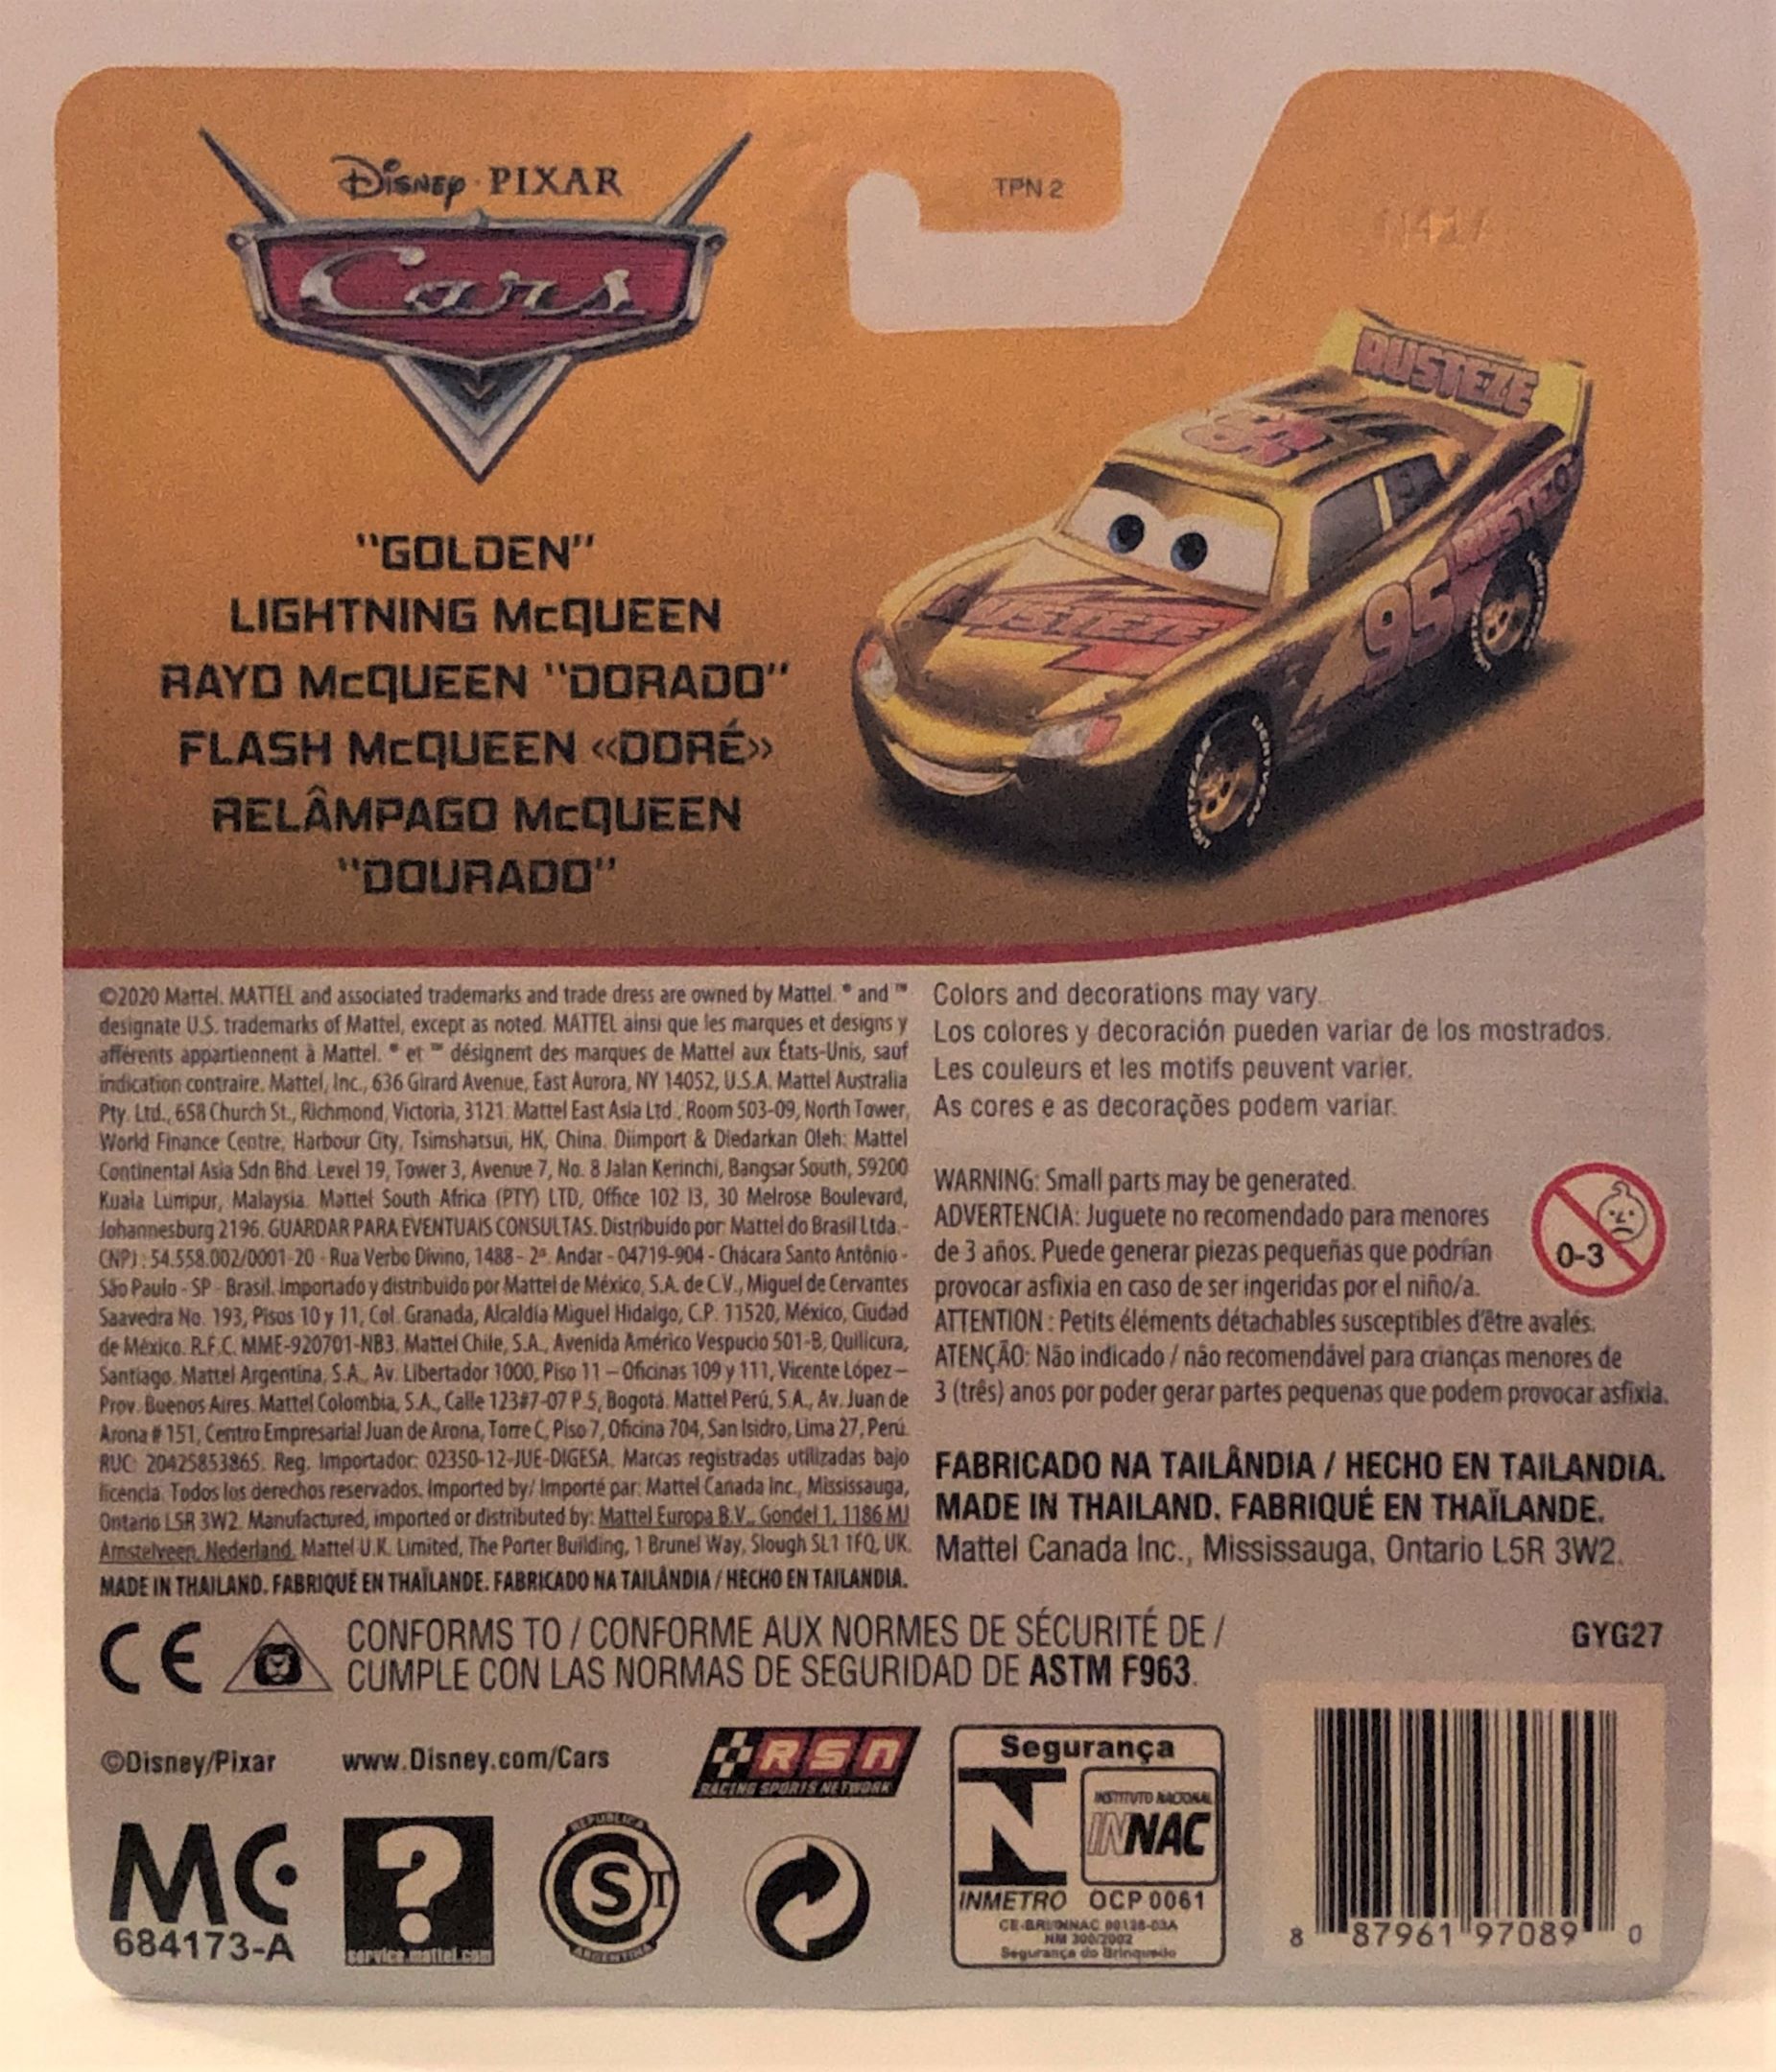 Disney · PIXAR
Cars
TPN 2
"GOLDEN"
LIGHTNING McQUEEN
RAYO McQUEEN "DORADO"
FLASH McQUEEN «DORÉ»
RELÂMPAGO McQUEEN
"DOURADO"
RUSTEZE
95
RUSTEZE
95
RUSTEZE
©2020 Mattel. MATTEL and associated trademarks and trade dress are owned by Mattel. ® and ™
designate U.S. trademarks of Mattel, except as noted. MATTEL ainsi que les marques et designs y
afférents appartiennent à Mattel. ® et ™ désignent des marques de Mattel aux États-Unis, sauf
indication contraire. Mattel, Inc., 636 Girard Avenue, East Aurora, NY 14052, U.S.A. Mattel Australia
Pty. Ltd., 658 Church St., Richmond, Victoria, 3121. Mattel East Asia Ltd., Room 503-09, North Tower,
World Finance Centre, Harbour City, Tsimshatsui, HK, China. Diimport & Diedarkan Oleh: Mattel
Continental Asia Sdn Bhd. Level 19, Tower 3, Avenue 7, No. 8 Jalan Kerinchi, Bangsar South, 59200
Kuala Lumpur, Malaysia. Mattel South Africa (PTY) LTD, Office 102 I3, 30 Melrose Boulevard,
Johannesburg 2196. GUARDAR PARA EVENTUAIS CONSULTAS. Distribuído por: Mattel do Brasil Ltda.-
CNPJ : 54.558.002/0001-20 - Rua Verbo Divino, 1488 - 2º. Andar - 04719-904 - Chácara Santo Antônio -
São Paulo - SP - Brasil. Importado y distribuido por Mattel de México, S.A. de C.V., Miguel de Cervantes
Saavedra No. 193, Pisos 10 y 11, Col. Granada, Alcaldía Miguel Hidalgo, C.P. 11520, México, Ciudad
de México. R.F.C. MME-920701-NB3. Mattel Chile, S.A., Avenida Américo Vespucio 501-B, Quilicura,
Santiago. Mattel Argentina, S.A., Av. Libertador 1000, Piso 11 – Oficinas 109 y 111, Vicente López –
Prov. Buenos Aires. Mattel Colombia, S.A., Calle 123#7-07 P.5, Bogotá. Mattel Perú, S.A., Av. Juan de
Arona # 151, Centro Empresarial Juan de Arona, Torre C, Piso 7, Oficina 704, San Isidro, Lima 27, Perú.
RUC: 20425853865. Reg. Importador: 02350-12-JUE-DIGESA. Marcas registradas utilizadas bajo
licencia. Todos los derechos reservados. Imported by/ Importé par: Mattel Canada Inc., Mississauga,
Ontario L5R 3W2. Manufactured, imported or distributed by: Mattel Europa B.V., Gondel 1, 1186 MJ
Amstelveen, Nederland. Mattel U.K. Limited, The Porter Building, 1 Brunel Way, Slough SL1 1FQ, UK.
MADE IN THAILAND. FABRIQUÉ EN THAÏLANDE. FABRICADO NA TAILÂNDIA / HECHO EN TAILANDIA.
Colors and decorations may vary.
Los colores y decoración pueden variar de los mostrados.
Les couleurs et les motifs peuvent varier.
As cores e as decorações podem variar.
WARNING: Small parts may be generated.
ADVERTENCIA: Juguete no recomendado para menores
de 3 años. Puede generar piezas pequeñas que podrían
provocar asfixia en caso de ser ingeridas por el niño/a.
ATTENTION : Petits éléments détachables susceptibles d'être avalés.
ATENÇÃO: Não indicado / não recomendável para crianças menores de
3 (três) anos por poder gerar partes pequenas que podem provocar asfixia.
0-3
FABRICADO NA TAILÂNDIA / HECHO EN TAILANDIA.
MADE IN THAILAND. FABRIQUÉ EN THAÏLANDE.
Mattel Canada Inc., Mississauga, Ontario L5R 3W2.
CE
CONFORMS TO / CONFORME AUX NORMES DE SÉCURITÉ DE /
CUMPLE CON LAS NORMAS DE SEGURIDAD DE ASTM F963.
GYG27
©Disney/Pixar
www.Disney.com/Cars
RSN
RACING SPORTS NETWORK
MC
684173-A
?
service.mattel.com
REPUBLICA
S
T
ARGENTINA
Segurança
INSTITUTO NACIONAL
INNAC
INMETRO OCP 0061
CE-BRI/INNAC 00128-03A
NM 300/2002
Segurança do Brinquedo
8 87961 97089 0